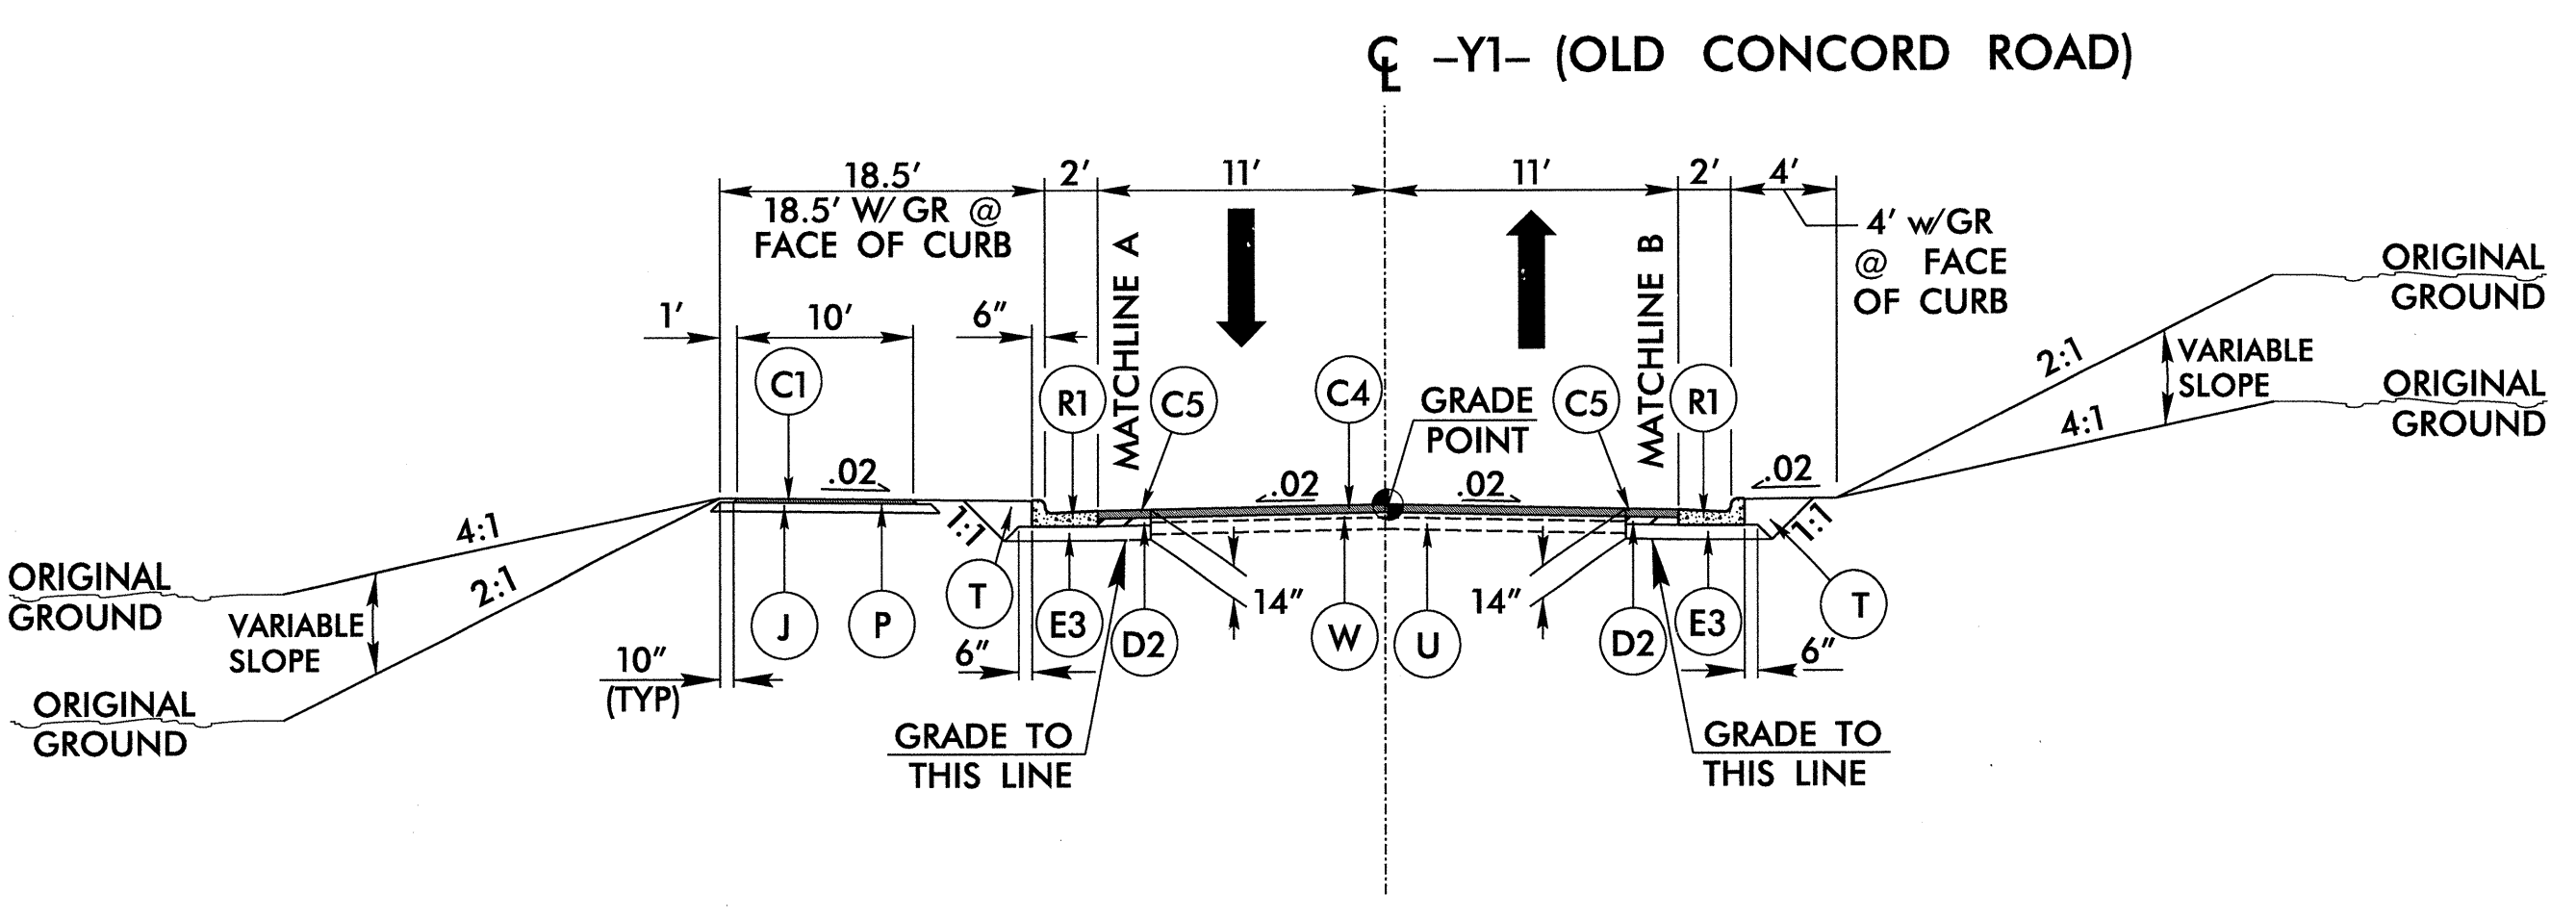 ℄ –Y1– (OLD CONCORD ROAD)
18.5′
2′
11′
11′
2′
4′
18.5′ W/ GR @
FACE OF CURB
4′ w/GR
@ FACE
OF CURB
MATCHLINE A
MATCHLINE B
1′
10′
6″
C1
R1
C5
C4
GRADE
POINT
C5
R1
ORIGINAL
GROUND
2:1
VARIABLE
SLOPE
ORIGINAL
GROUND
4:1
.02
.02
.02
.02
4:1
1:1
1:1
ORIGINAL
GROUND
2:1
VARIABLE
SLOPE
ORIGINAL
GROUND
J
P
T
E3
D2
14″
W
U
14″
D2
E3
T
10″
(TYP)
6″
6″
GRADE TO
THIS LINE
GRADE TO
THIS LINE